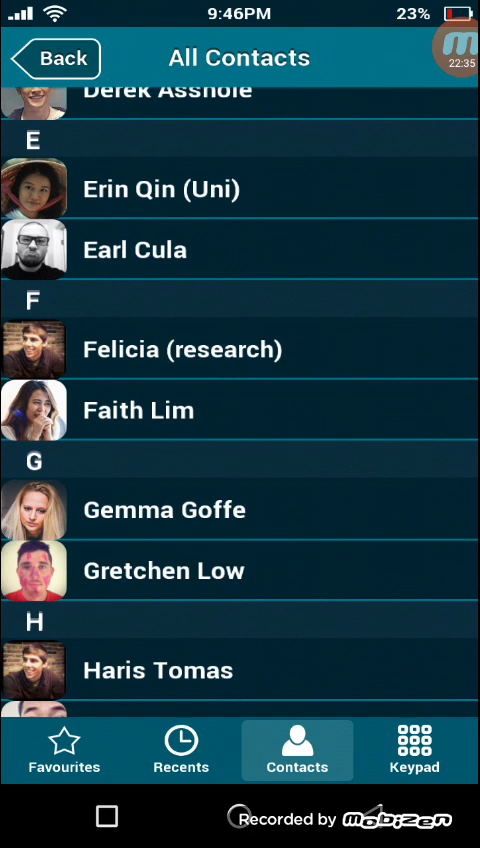 9:46PM
23%
Back
All Contacts
22:35
Derek Asshole
E
Erin Qin (Uni)
Earl Cula
F
Felicia (research)
Faith Lim
G
Gemma Goffe
Gretchen Low
H
Haris Tomas
Favourites
Recents
Contacts
Keypad
Recorded by mobizen